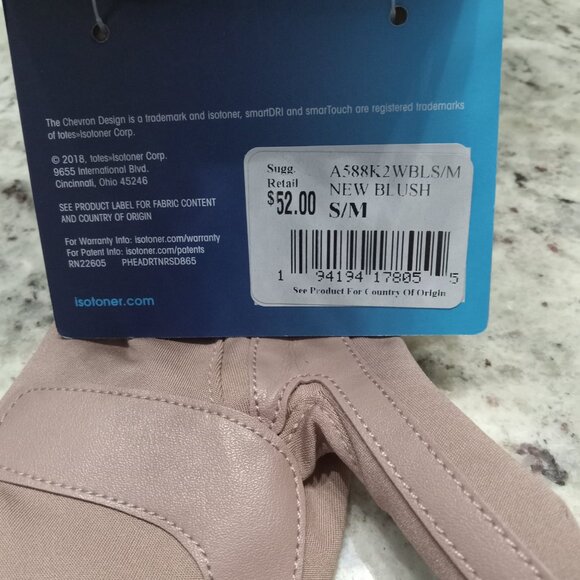 The Chevron Design is a trademark and isotoner, smartDRI and smarTouch are registered trademarks
of totes»Isotoner Corp.
© 2018, totes»Isotoner Corp.
9655 International Blvd.
Cincinnati, Ohio 45246
SEE PRODUCT LABEL FOR FABRIC CONTENT
AND COUNTRY OF ORIGIN
For Warranty Info: isotoner.com/warranty
For Patent Info: isotoner.com/patents
RN22605 PHEADRTNRSDB65
isotoner.com
Sugg. A588K2WBLS/M
Retail NEW BLUSH
$52.00 S/M
1 94194 17805 5
See Product For Country Of Origin